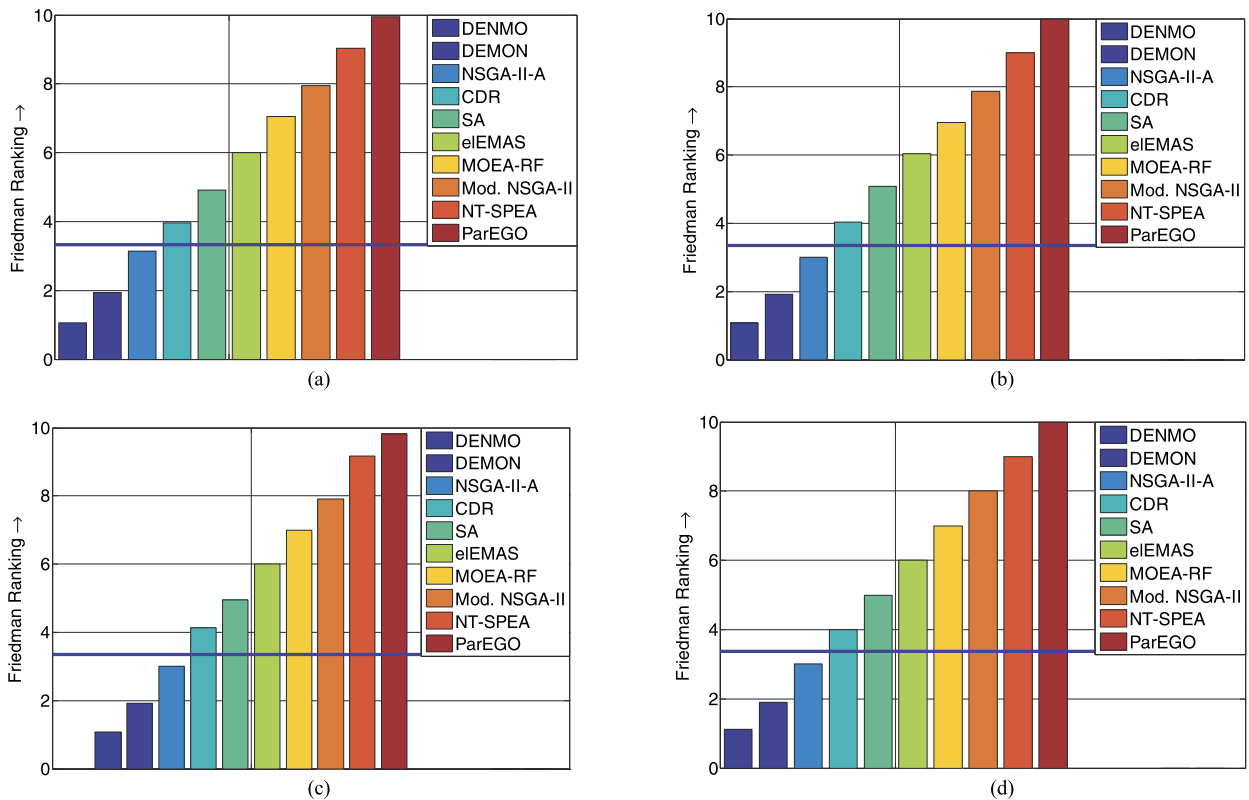 10
8
6
4
2
0
Friedman Ranking →
DENMO
DEMON
NSGA-II-A
CDR
SA
elEMAS
MOEA-RF
Mod. NSGA-II
NT-SPEA
ParEGO
(a)
10
8
6
4
2
0
Friedman Ranking →
DENMO
DEMON
NSGA-II-A
CDR
SA
elEMAS
MOEA-RF
Mod. NSGA-II
NT-SPEA
ParEGO
(b)
10
8
6
4
2
0
Friedman Ranking →
DENMO
DEMON
NSGA-II-A
CDR
SA
elEMAS
MOEA-RF
Mod. NSGA-II
NT-SPEA
ParEGO
(c)
10
8
6
4
2
0
Friedman Ranking →
DENMO
DEMON
NSGA-II-A
CDR
SA
elEMAS
MOEA-RF
Mod. NSGA-II
NT-SPEA
ParEGO
(d)